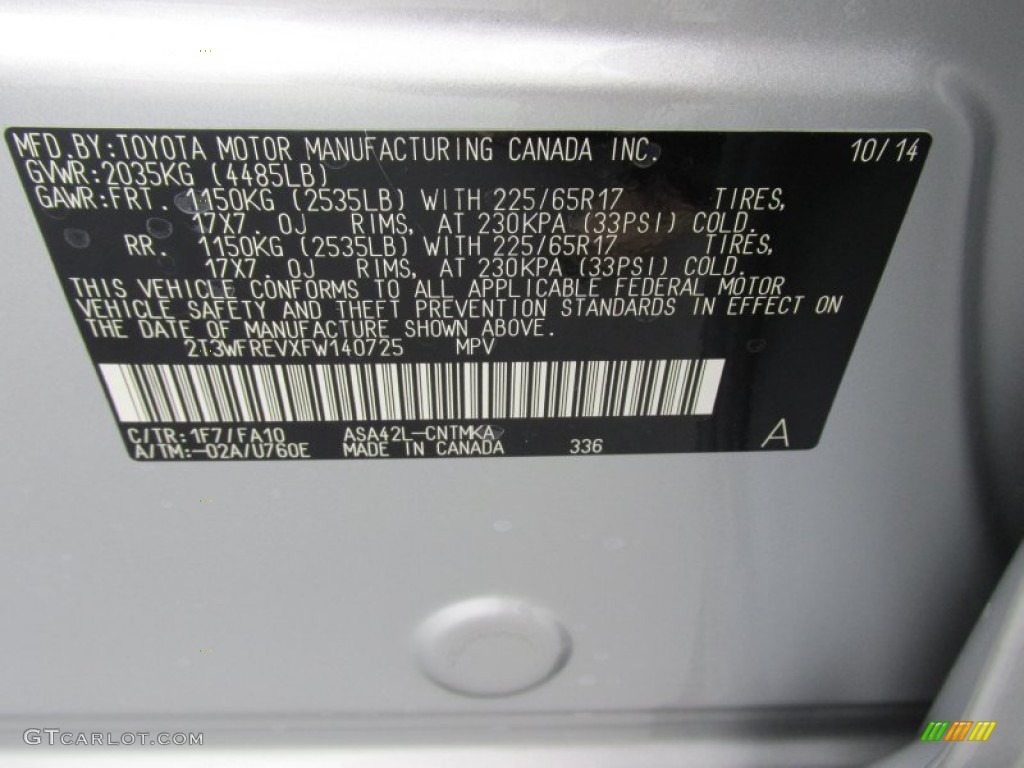 MFD. BY: TOYOTA MOTOR MANUFACTURING CANADA INC. 10/14
GVWR: 2035KG (4485LB)
GAWR: FRT. 1150KG (2535LB) WITH 225/65R17 TIRES,
17X7. 0J RIMS, AT 230KPA (33PSI) COLD.
RR. 1150KG (2535LB) WITH 225/65R17 TIRES,
17X7. 0J RIMS, AT 230KPA (33PSI) COLD.
THIS VEHICLE CONFORMS TO ALL APPLICABLE FEDERAL MOTOR
VEHICLE SAFETY AND THEFT PREVENTION STANDARDS IN EFFECT ON
THE DATE OF MANUFACTURE SHOWN ABOVE.
2T3WFREVXFW140725 MPV
C/TR: 1F7/FA10 ASA42L-CNTMKA
A/TM:-02A/U760E MADE IN CANADA 336 A
GTCARLOT.COM